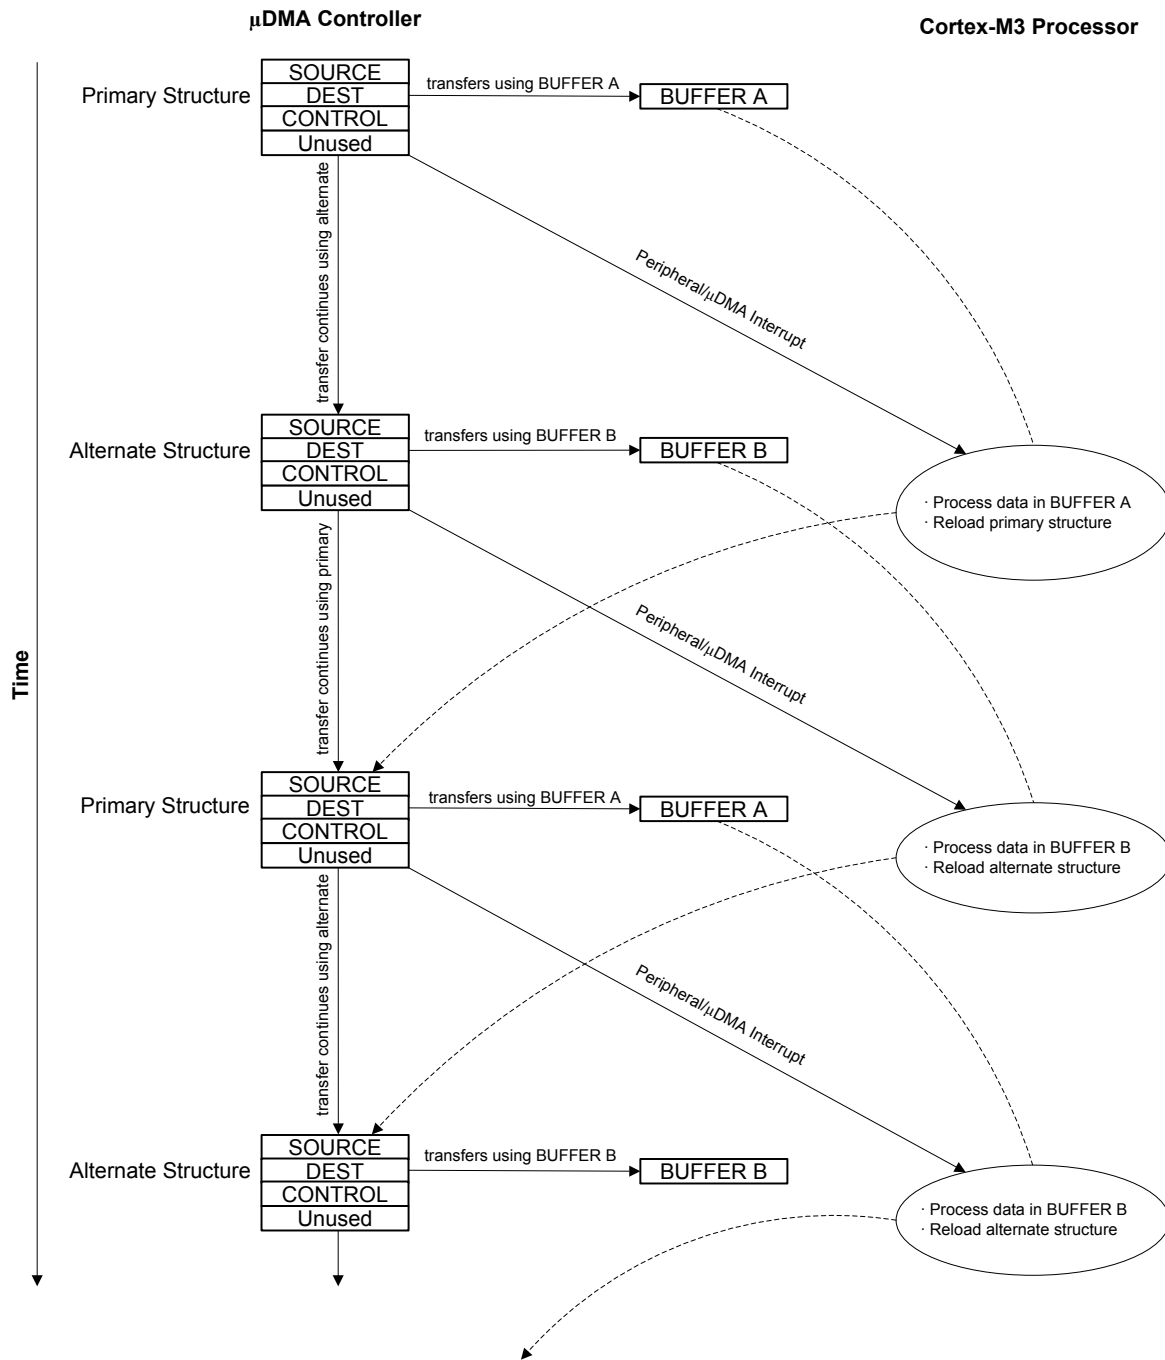 µDMA Controller
Cortex-M3 Processor
Time
Primary Structure
SOURCE
DEST
CONTROL
Unused
transfers using BUFFER A
BUFFER A
transfer continues using alternate
Peripheral/µDMA Interrupt
Alternate Structure
SOURCE
DEST
CONTROL
Unused
transfers using BUFFER B
BUFFER B
· Process data in BUFFER A
· Reload primary structure
transfer continues using primary
Peripheral/µDMA Interrupt
Primary Structure
SOURCE
DEST
CONTROL
Unused
transfers using BUFFER A
BUFFER A
· Process data in BUFFER B
· Reload alternate structure
transfer continues using alternate
Peripheral/µDMA Interrupt
Alternate Structure
SOURCE
DEST
CONTROL
Unused
transfers using BUFFER B
BUFFER B
· Process data in BUFFER B
· Reload alternate structure